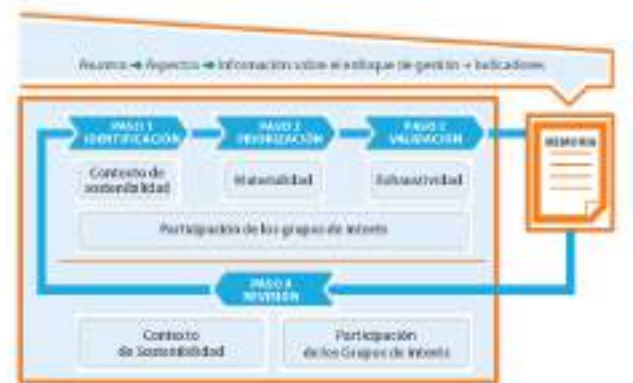 Asuntos → Aspectos → Información sobre el enfoque de gestión + Indicadores
PASO 1
IDENTIFICACIÓN
PASO 2
PRIORIZACIÓN
PASO 3
VALIDACIÓN
MEMORIA
Contexto de
sostenibilidad
Materialidad
Exhaustividad
Participación de los grupos de interés
PASO 4
REVISIÓN
Contexto
de Sostenibilidad
Participación
de los Grupos de Interés